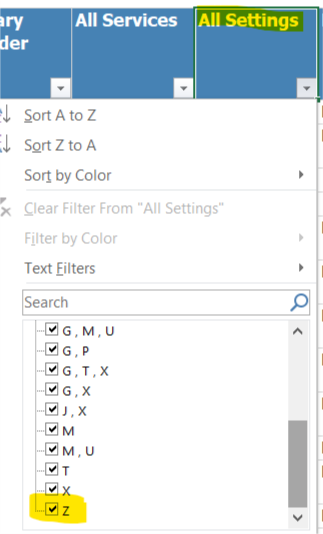 ary
der
All Services
All Settings
Sort A to Z
Sort Z to A
Sort by Color
Clear Filter From "All Settings"
Filter by Color
Text Filters
Search
G , M , U
G , P
G , T , X
G , X
J , X
M
M , U
T
X
Z